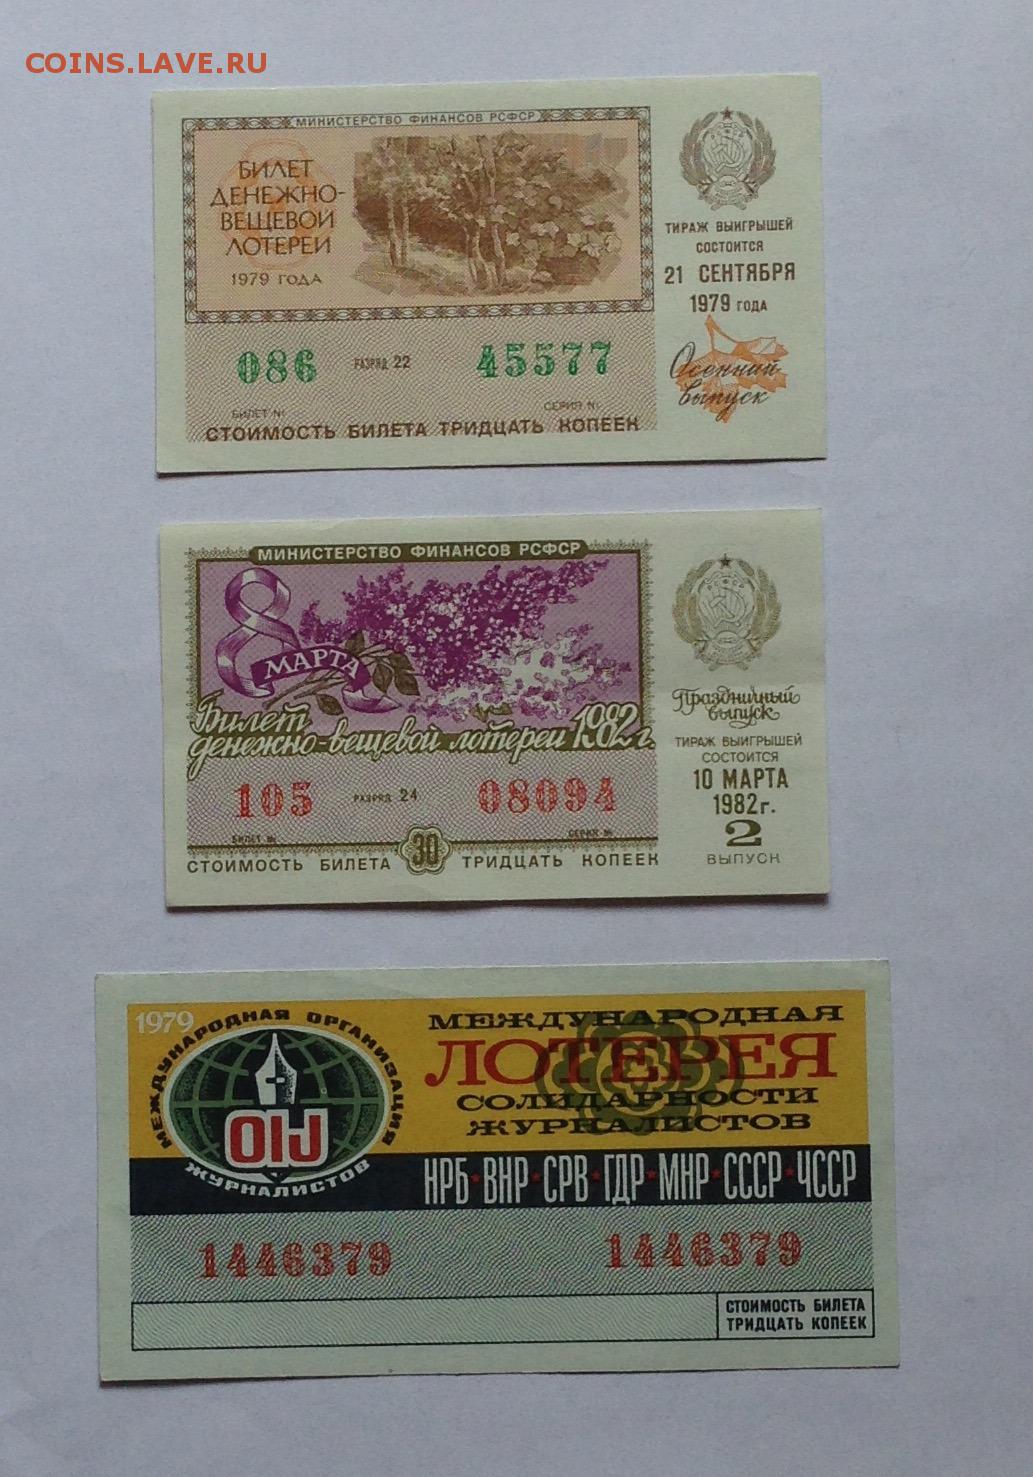 COINS.LAVE.RU
МИНИСТЕРСТВО ФИНАНСОВ РСФСР
БИЛЕТ
ДЕНЕЖНО-
ВЕЩЕВОЙ
ЛОТЕРЕИ
1979 ГОДА
086 РАЗРЯД 22 45577
БИЛЕТ № СЕРИЯ №
СТОИМОСТЬ БИЛЕТА ТРИДЦАТЬ КОПЕЕК
ТИРАЖ ВЫИГРЫШЕЙ
СОСТОИТСЯ
21 СЕНТЯБРЯ
1979 ГОДА
Осенний
выпуск
МИНИСТЕРСТВО ФИНАНСОВ РСФСР
8
МАРТА
Билет
денежно-вещевой лотереи 1982 г.
105 РАЗРЯД 24 08094
БИЛЕТ № СЕРИЯ №
СТОИМОСТЬ БИЛЕТА 30 ТРИДЦАТЬ КОПЕЕК
РСФСР
Праздничный
выпуск
ТИРАЖ ВЫИГРЫШЕЙ
СОСТОИТСЯ
10 МАРТА
1982 г.
2
ВЫПУСК
1979
МЕЖДУНАРОДНАЯ ОРГАНИЗАЦИЯ
ЖУРНАЛИСТОВ
OIJ
МЕЖДУНАРОДНАЯ
ЛОТЕРЕЯ
СОЛИДАРНОСТИ
ЖУРНАЛИСТОВ
НРБ ВНР СРВ ГДР МНР СССР ЧССР
1446379 1446379
СТОИМОСТЬ БИЛЕТА
ТРИДЦАТЬ КОПЕЕК